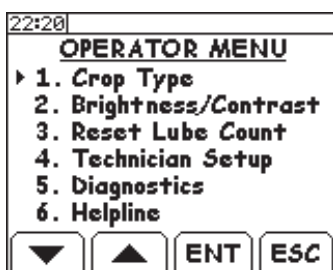 22:20
OPERATOR MENU
1. Crop Type
2. Brightness/Contrast
3. Reset Lube Count
4. Technician Setup
5. Diagnostics
6. Helpline
ENT ESC